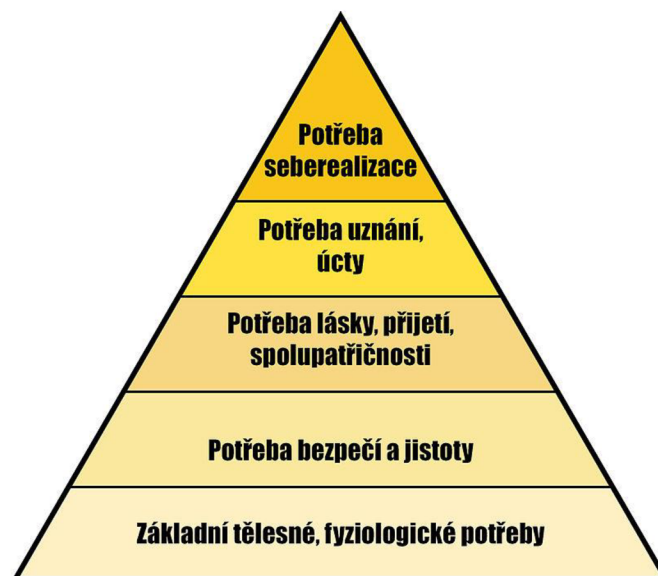 Potřeba
seberealizace
Potřeba uznání,
úcty
Potřeba lásky, přijetí,
spolupatřičnosti
Potřeba bezpečí a jistoty
Základní tělesné, fyziologické potřeby